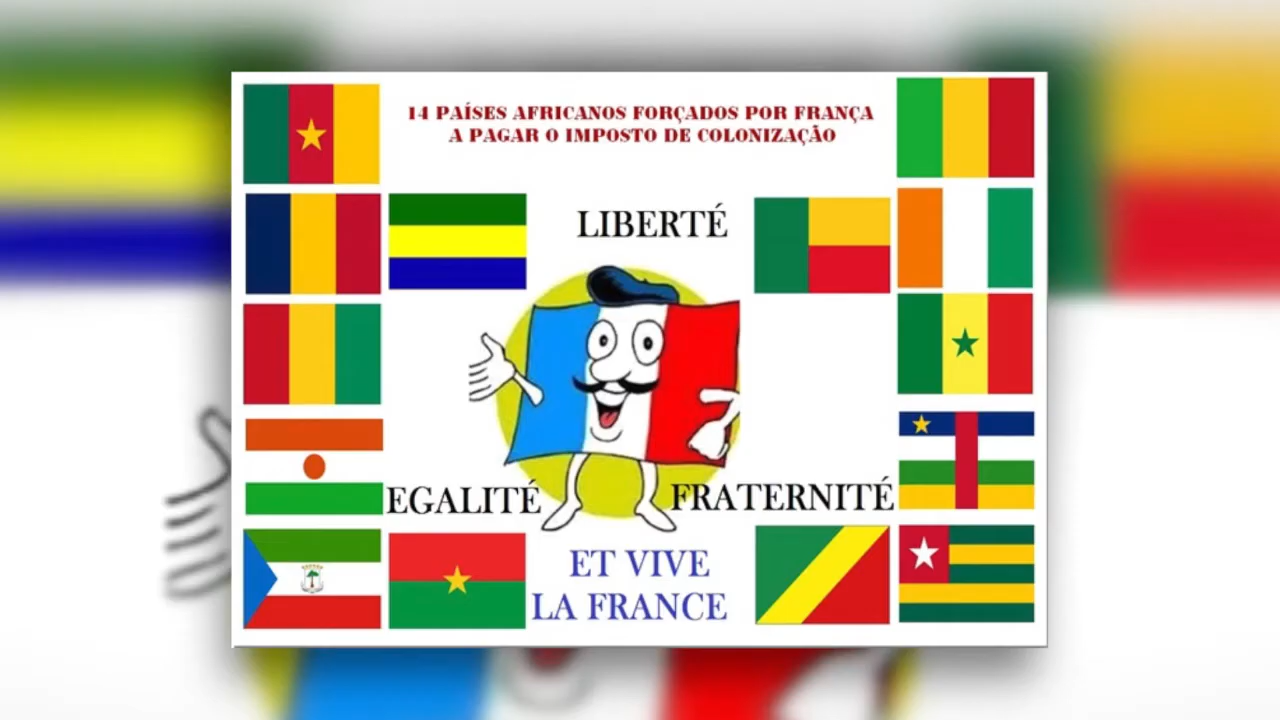 14 PAÍSES AFRICANOS FORÇADOS POR FRANÇA
A PAGAR O IMPOSTO DE COLONIZAÇÃO
LIBERTÉ
EGALITÉ
FRATERNITÉ
ET VIVE
LA FRANCE